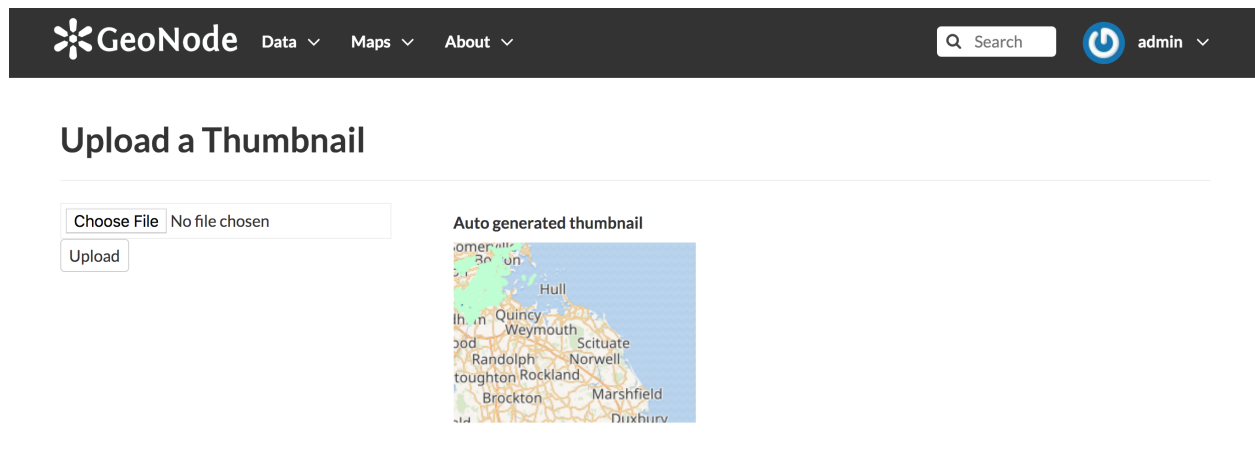 GeoNode Data Maps About Search admin
Upload a Thumbnail
Choose File No file chosen
Upload
Auto generated thumbnail
Hull
Quincy
Weymouth
Scituate
Randolph Norwell
Rockland
Brockton Marshfield
Duxbury